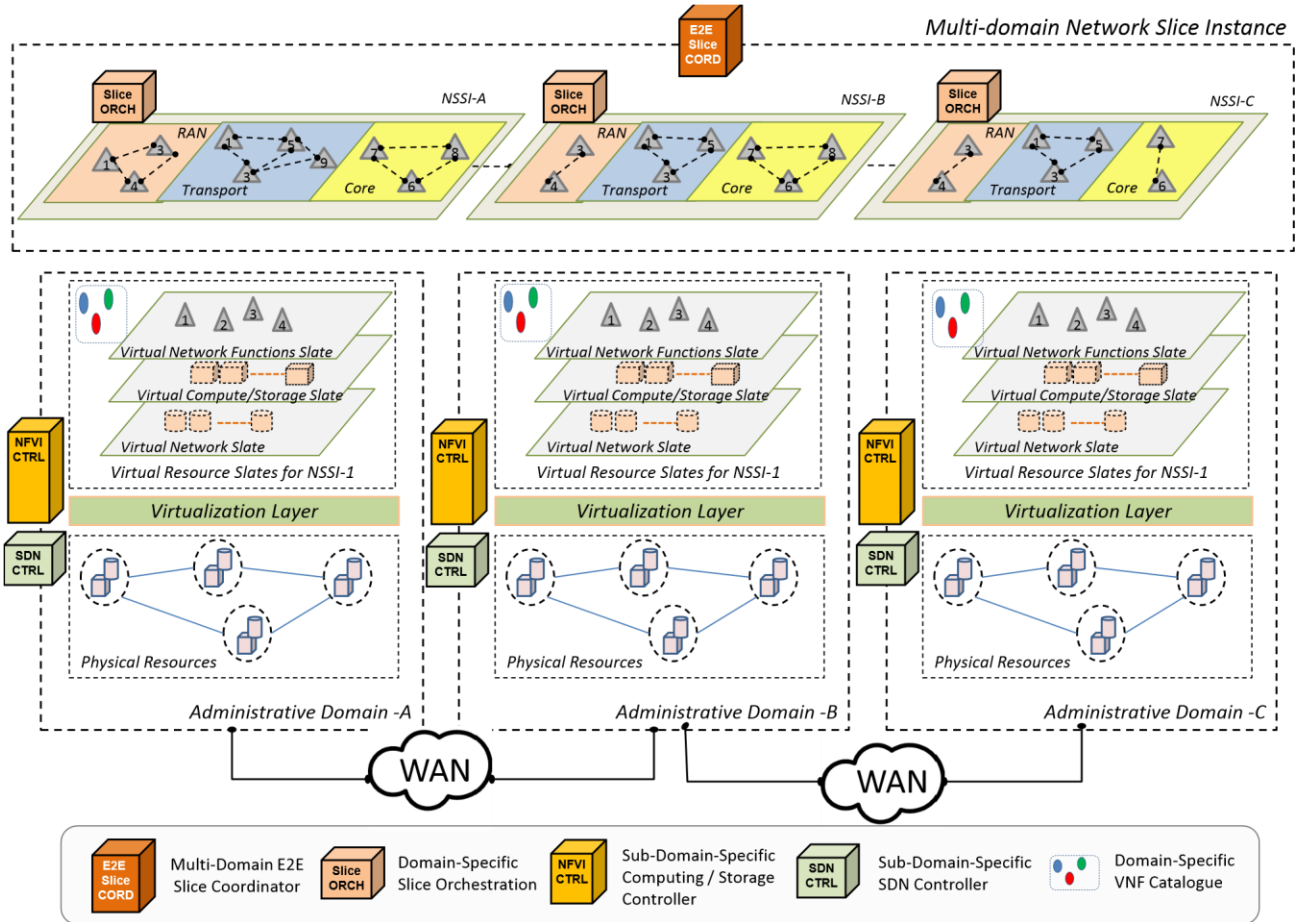 Multi-domain Network Slice Instance
E2E
Slice
CORD
Slice
ORCH
NSSI-A
RAN
1
3
4
Transport
1
5
3
9
Core
7
8
6
Slice
ORCH
NSSI-B
RAN
3
4
Transport
1
5
3
Core
7
8
6
Slice
ORCH
NSSI-C
RAN
3
4
Transport
1
5
3
Core
7
6
1
2
3
4
Virtual Network Functions Slate
Virtual Compute/Storage Slate
Virtual Network Slate
Virtual Resource Slates for NSSI-1
NFVI
CTRL
Virtualization Layer
SDN
CTRL
Physical Resources
Administrative Domain -A
1
2
3
4
Virtual Network Functions Slate
Virtual Compute/Storage Slate
Virtual Network Slate
Virtual Resource Slates for NSSI-1
NFVI
CTRL
Virtualization Layer
SDN
CTRL
Physical Resources
Administrative Domain -B
1
2
3
4
Virtual Network Functions Slate
Virtual Compute/Storage Slate
Virtual Network Slate
Virtual Resource Slates for NSSI-1
NFVI
CTRL
Virtualization Layer
SDN
CTRL
Physical Resources
Administrative Domain -C
WAN
WAN
E2E
Slice
CORD
Multi-Domain E2E
Slice Coordinator
Slice
ORCH
Domain-Specific
Slice Orchestration
NFVI
CTRL
Sub-Domain-Specific
Computing / Storage
Controller
SDN
CTRL
Sub-Domain-Specific
SDN Controller
Domain-Specific
VNF Catalogue